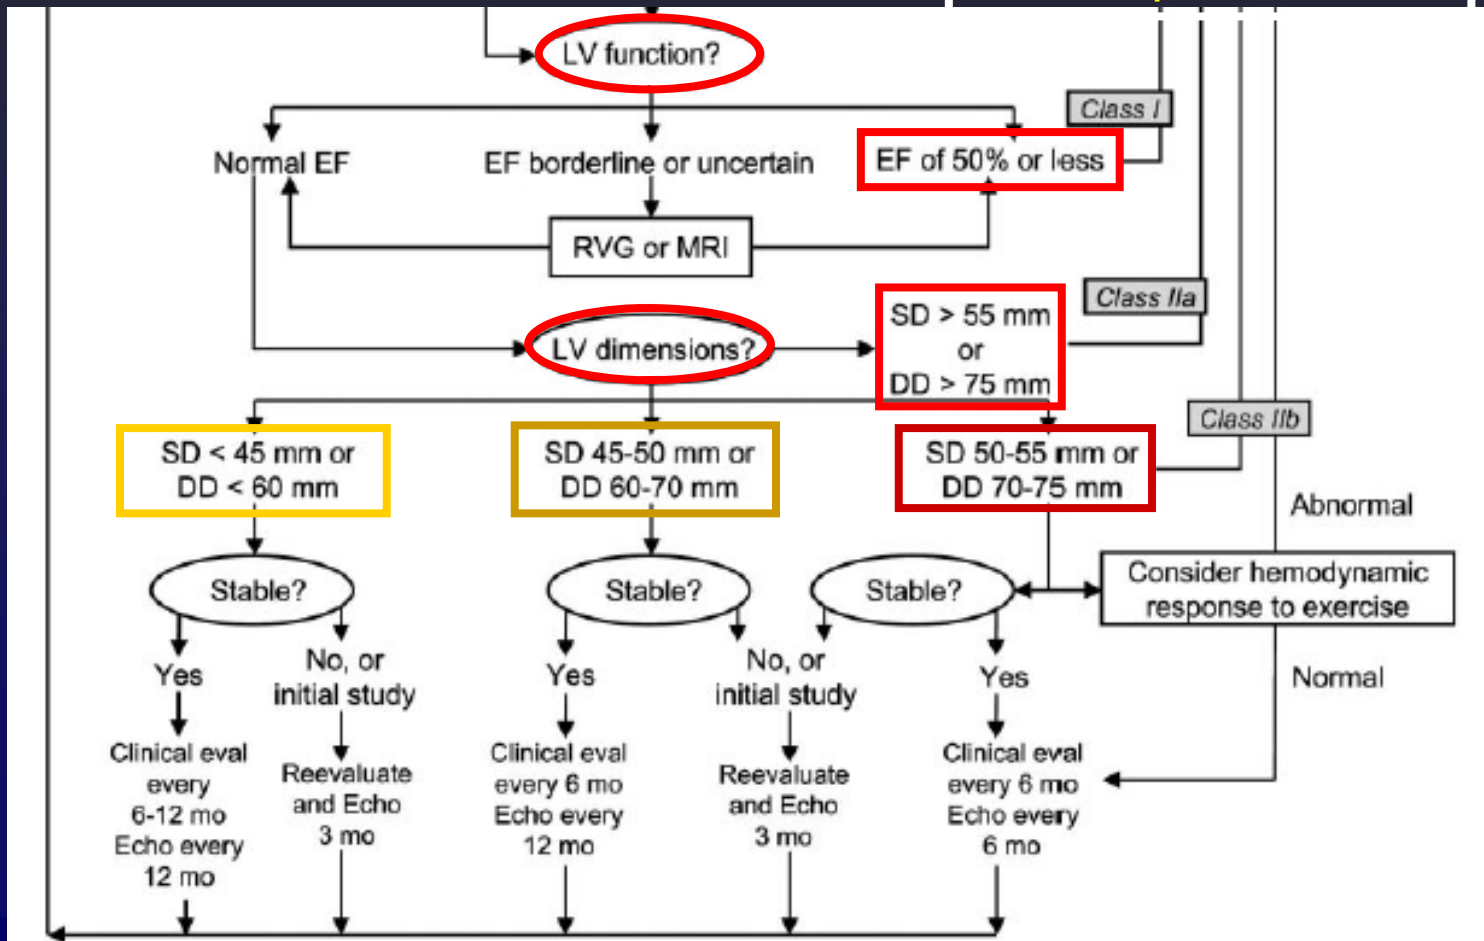 LV function?
Class I
Normal EF
EF borderline or uncertain
EF of 50% or less
RVG or MRI
Class IIa
SD > 55 mm
or
DD > 75 mm
LV dimensions?
Class IIb
SD < 45 mm or
DD < 60 mm
SD 45-50 mm or
DD 60-70 mm
SD 50-55 mm or
DD 70-75 mm
Abnormal
Stable?
Stable?
Stable?
Consider hemodynamic
response to exercise
Yes
No, or
initial study
Yes
No, or
initial study
Yes
Normal
Clinical eval
every
6-12 mo
Echo every
12 mo
Reevaluate
and Echo
3 mo
Clinical eval
every 6 mo
Echo every
12 mo
Reevaluate
and Echo
3 mo
Clinical eval
every 6 mo
Echo every
6 mo